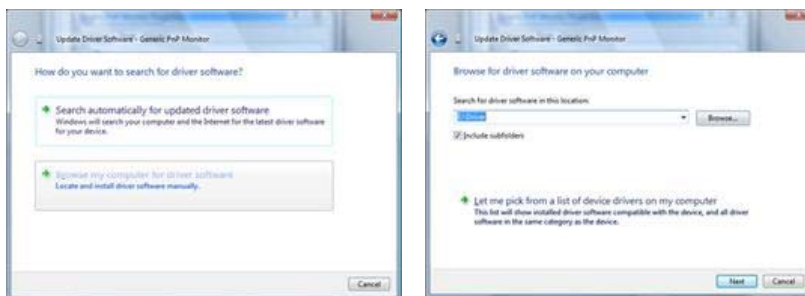 Update Driver Software - Generic PnP Monitor
How do you want to search for driver software?
Search automatically for updated driver software
Windows will search your computer and the Internet for the latest driver software
for your device.
Browse my computer for driver software
Locate and install driver software manually.
Cancel
Update Driver Software - Generic PnP Monitor
Browse for driver software on your computer
Search for driver software in this location:
Browse...
Include subfolders
Let me pick from a list of device drivers on my computer
This list will show installed driver software compatible with the device, and all driver
software in the same category as the device.
Next
Cancel